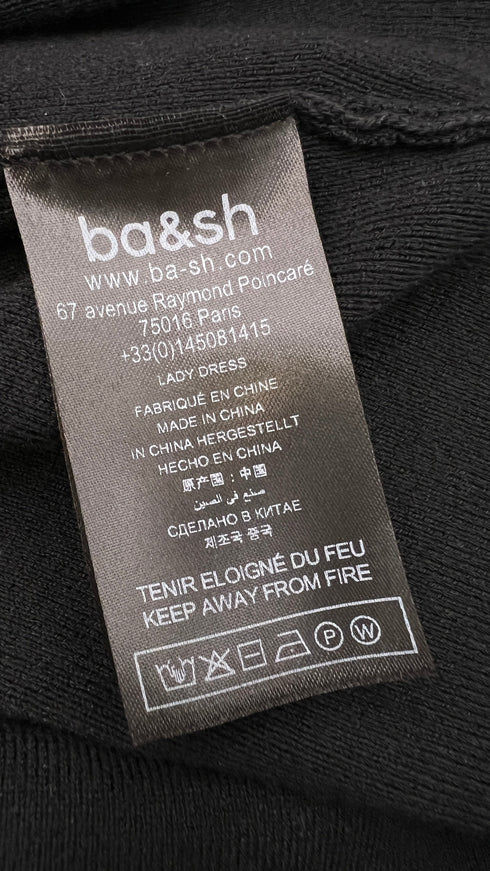 ba&sh
www.ba-sh.com
67 avenue Raymond Poincaré
75016 Paris
+33(0)145081415
LADY DRESS
FABRIQUÉ EN CHINE
MADE IN CHINA
IN CHINA HERGESTELLT
HECHO EN CHINA
原产国：中国
صنع في الصين
СДЕЛАНО В КИТАЕ
제조국 중국
TENIR ELOIGNÉ DU FEU
KEEP AWAY FROM FIRE
P W